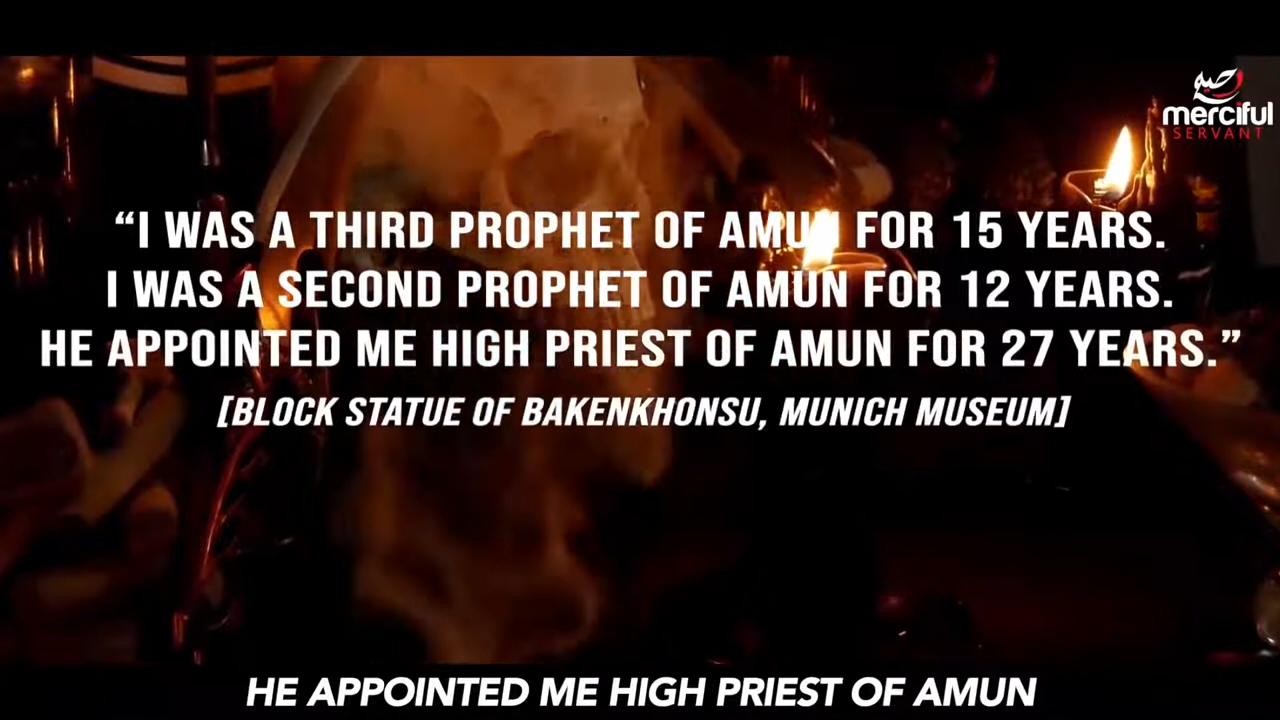 merciful
SERVANT
“I WAS A THIRD PROPHET OF AMUN FOR 15 YEARS.
I WAS A SECOND PROPHET OF AMUN FOR 12 YEARS.
HE APPOINTED ME HIGH PRIEST OF AMUN FOR 27 YEARS.”
[BLOCK STATUE OF BAKENKHONSU, MUNICH MUSEUM]
HE APPOINTED ME HIGH PRIEST OF AMUN